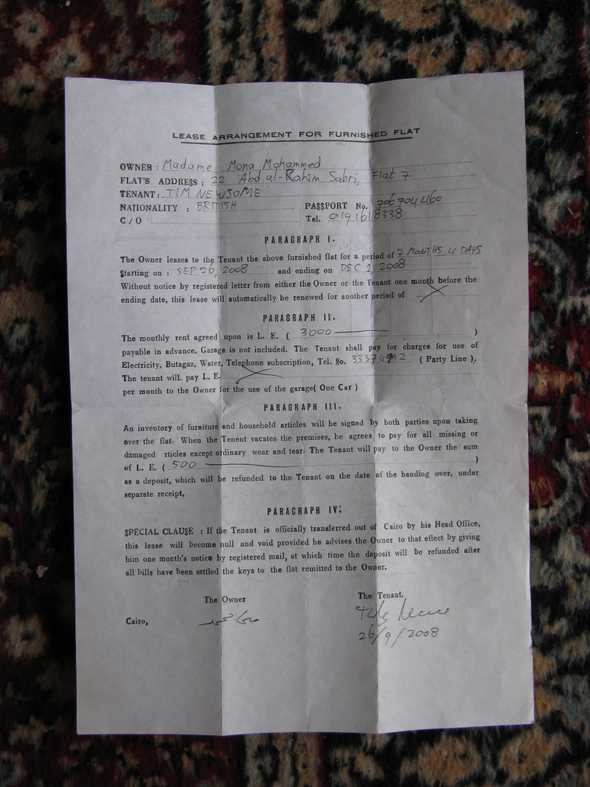 LEASE ARRANGEMENT FOR FURNISHED FLAT
OWNER : Madame Mona Mohammed
FLAT'S ADDRESS : 22 Abd al-Rahim Sabri, Flat 7
TENANT: TIM NEWSOME
NATIONALITY : BRITISH PASSPORT No. 706704460
C/O Tel. 0191618338
PARAGRAPH I.
The Owner leases to the Tenant the above furnished flat for a period of 2 MONTHS 4 DAYS
Starting on : SEP 26, 2008 and ending on DEC 1, 2008
Without notice by registered letter from either the Owner or the Tenant one month before the
ending date, this lease will automatically be renewed for another period of
PARAGRAPH II.
The monthly rent agreed upon is L. E. ( 3000 )
payable in advance. Garage is not included. The Tenant shall pay for charges for use of
Electricity, Butagaz, Water, Telephone subscription, Tel. No. ( Party Line ),
The tenant will pay L. E.
per month to the Owner for the use of the garage( One Car )
PARAGRAPH III.
An inventory of furniture and household articles will be signed by both parties upon taking
over the flat. When the Tenant vacates the premises, he agrees to pay for all missing or
damaged rticles except ordinary wear and tear. The Tenant will pay to the Owner the sum
of L. E. ( 500 )
as a deposit, which will be refunded to the Tenant on the date of the handing over, under
separate receipt,
PARAGRAPH IV;
SPECIAL CLAUSE : If the Tenant is officially transferred out of Cairo by his Head Office,
this lease will become null and void provided he advises the Owner to that effect by giving
him one month's notice by registered mail, at which time the deposit will be refunded after
all bills have been settled the keys to the flat remitted to the Owner.
The Owner The Tenant.
Cairo,
26/9/2008